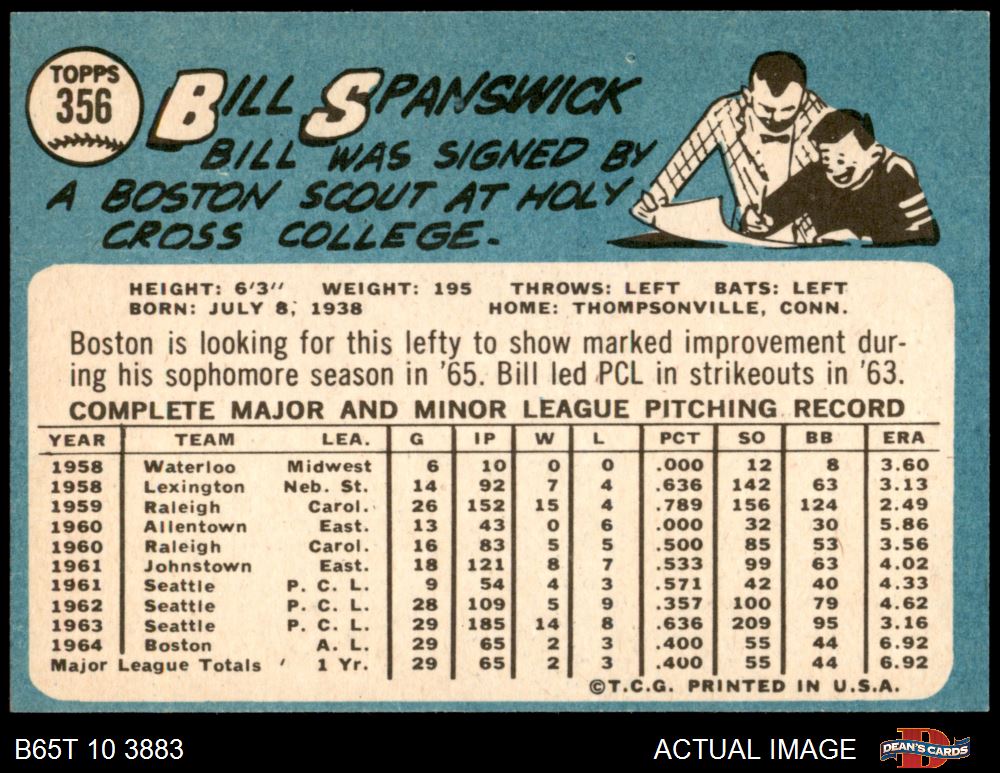 TOPPS
356
BILL SPANSWICK
BILL WAS SIGNED BY
A BOSTON SCOUT AT HOLY
CROSS COLLEGE.
HEIGHT: 6'3" WEIGHT: 195 THROWS: LEFT BATS: LEFT
BORN: JULY 8, 1938 HOME: THOMPSONVILLE, CONN.
Boston is looking for this lefty to show marked improvement dur-
ing his sophomore season in '65. Bill led PCL in strikeouts in '63.
COMPLETE MAJOR AND MINOR LEAGUE PITCHING RECORD
YEAR TEAM LEA. G IP W L PCT SO BB ERA
1958 Waterloo Midwest 6 10 0 0 .000 12 8 3.60
1958 Lexington Neb. St. 14 92 7 4 .636 142 63 3.13
1959 Raleigh Carol. 26 152 15 4 .789 156 124 2.49
1960 Allentown East. 13 43 0 6 .000 32 30 5.86
1960 Raleigh Carol. 16 83 5 5 .500 85 53 3.56
1961 Johnstown East. 18 121 8 7 .533 99 63 4.02
1961 Seattle P. C. L. 9 54 4 3 .571 42 40 4.33
1962 Seattle P. C. L. 28 109 5 9 .357 100 79 4.62
1963 Seattle P. C. L. 29 185 14 8 .636 209 95 3.16
1964 Boston A. L. 29 65 2 3 .400 55 44 6.92
Major League Totals 1 Yr. 29 65 2 3 .400 55 44 6.92
©T.C.G. PRINTED IN U.S.A.
B65T 10 3883 ACTUAL IMAGE DEAN'S CARDS